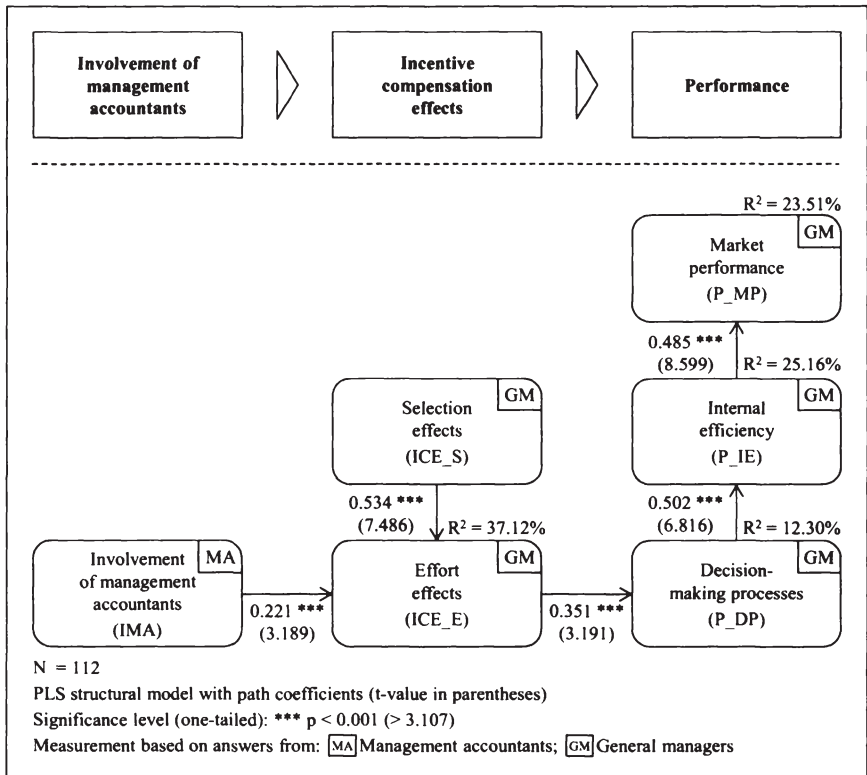 Involvement of
management
accountants
Incentive
compensation
effects
Performance
R² = 23.51%
GM
Market
performance
(P_MP)
0.485 ***
(8.599)
R² = 25.16%
GM
Selection
effects
(ICE_S)
GM
Internal
efficiency
(P_IE)
0.534 ***
(7.486)
R² = 37.12%
0.502 ***
(6.816)
R² = 12.30%
MA
Involvement
of management
accountants
(IMA)
0.221 ***
(3.189)
GM
Effort
effects
(ICE_E)
0.351 ***
(3.191)
GM
Decision-
making processes
(P_DP)
N = 112
PLS structural model with path coefficients (t-value in parentheses)
Significance level (one-tailed): *** p < 0.001 (> 3.107)
Measurement based on answers from: MA Management accountants; GM General managers